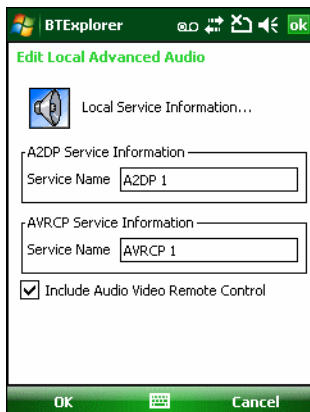 BTExplorer
ok
Edit Local Advanced Audio
Local Service Information...
A2DP Service Information
Service Name A2DP 1
AVRCP Service Information
Service Name AVRCP 1
Include Audio Video Remote Control
OK Cancel